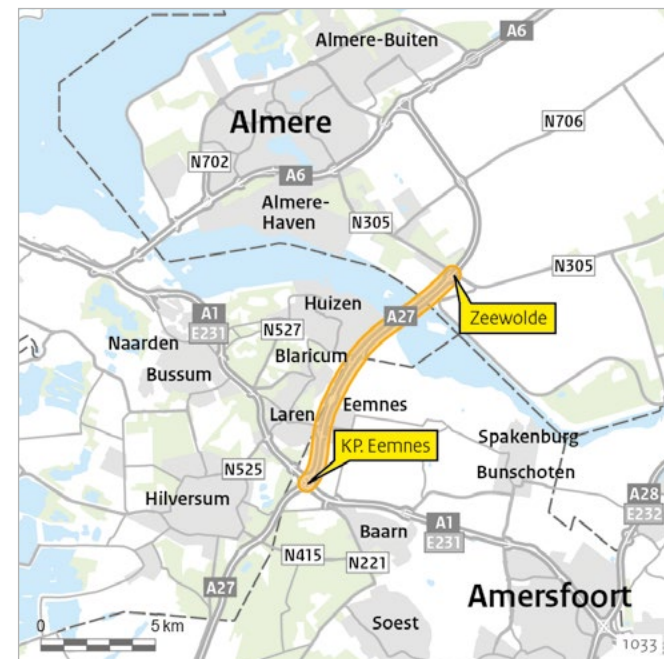 Almere-Buiten
A6
Almere
N706
N702
A6
Almere-
Haven
N305
N305
Huizen
A1
E231
N527
A27
Zeewolde
Naarden
Blaricum
Bussum
Laren
Eemnes
KP. Eemnes
Spakenburg
N525
Bunschoten
Hilversum
A28
E232
A1
E231
Baarn
N415
N221
A27
Amersfoort
Soest
0
5 km
1033